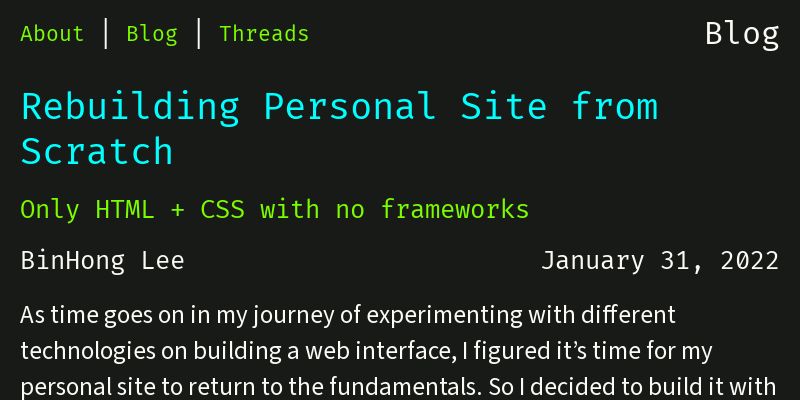 About | Blog | Threads Blog
Rebuilding Personal Site from
Scratch
Only HTML + CSS with no frameworks
BinHong Lee January 31, 2022
As time goes on in my journey of experimenting with different
technologies on building a web interface, I figured it’s time for my
personal site to return to the fundamentals. So I decided to build it with